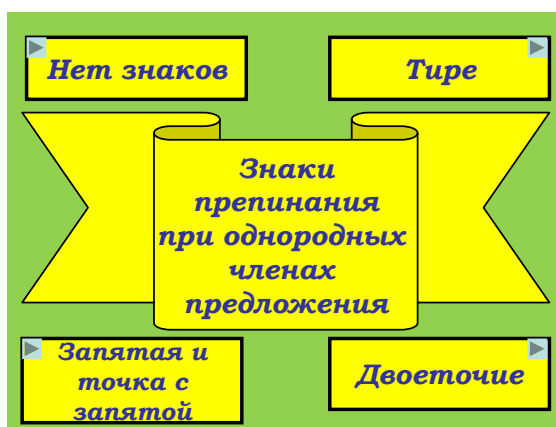 Нет знаков
Тире
Знаки
препинания
при однородных
членах
предложения
Запятая и
точка с
запятой
Двоеточие